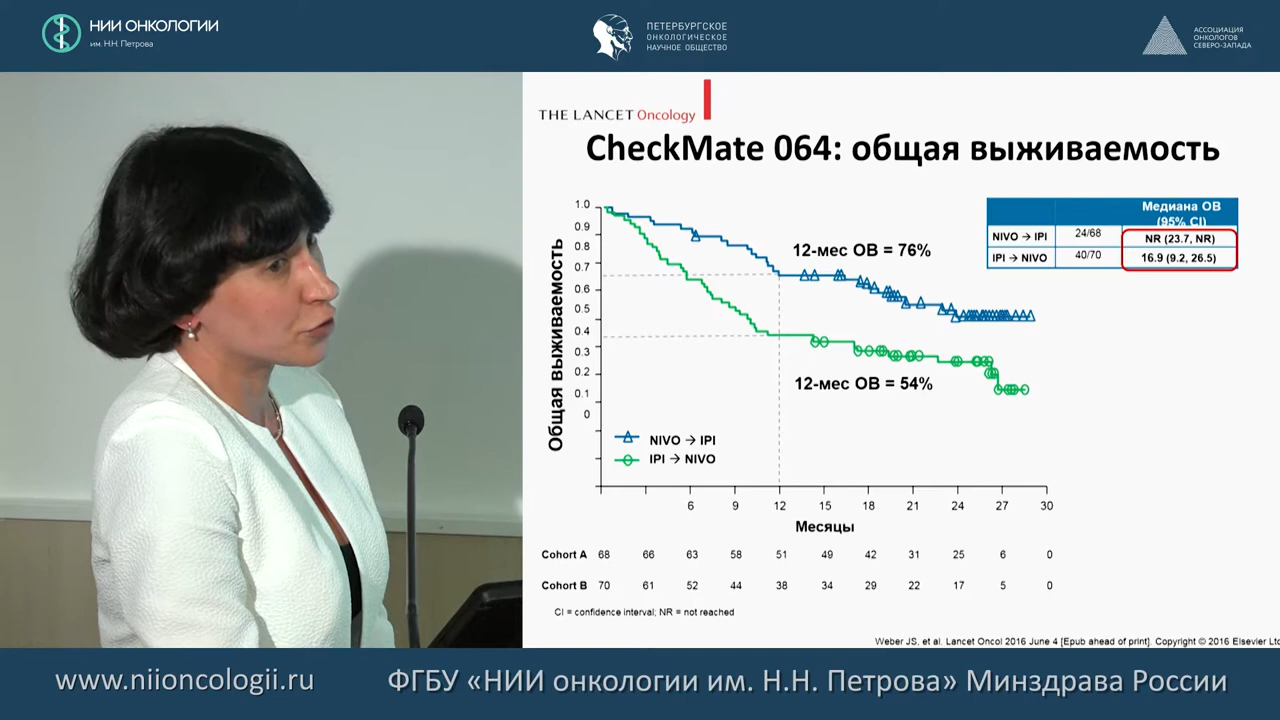 НИИ ОНКОЛОГИИ
им. Н.Н. Петрова
ПЕТЕРБУРГСКОЕ
ОНКОЛОГИЧЕСКОЕ
НАУЧНОЕ ОБЩЕСТВО
АССОЦИАЦИЯ
ОНКОЛОГОВ
СЕВЕРО-ЗАПАДА
THE LANCET Oncology
CheckMate 064: общая выживаемость
Медиана ОВ
(95% CI)
NIVO → IPI 24/68 NR (23.7, NR)
IPI → NIVO 40/70 16.9 (9.2, 26.5)
Общая выживаемость
1.0
0.9
0.8
0.7
0.6
0.5
0.4
0.3
0.2
0.1
0
12-мес ОВ = 76%
12-мес ОВ = 54%
NIVO → IPI
IPI → NIVO
6 9 12 15 18 21 24 27 30
Месяцы
Cohort A 68 66 63 58 51 49 42 31 25 6 0
Cohort B 70 61 52 44 38 34 29 22 17 5 0
CI = confidence interval; NR = not reached
Weber JS, et al. Lancet Oncol 2016 June 4 [Epub ahead of print]. Copyright © 2016 Elsevier Ltd
www.niioncologii.ru
ФГБУ «НИИ онкологии им. Н.Н. Петрова» Минздрава России